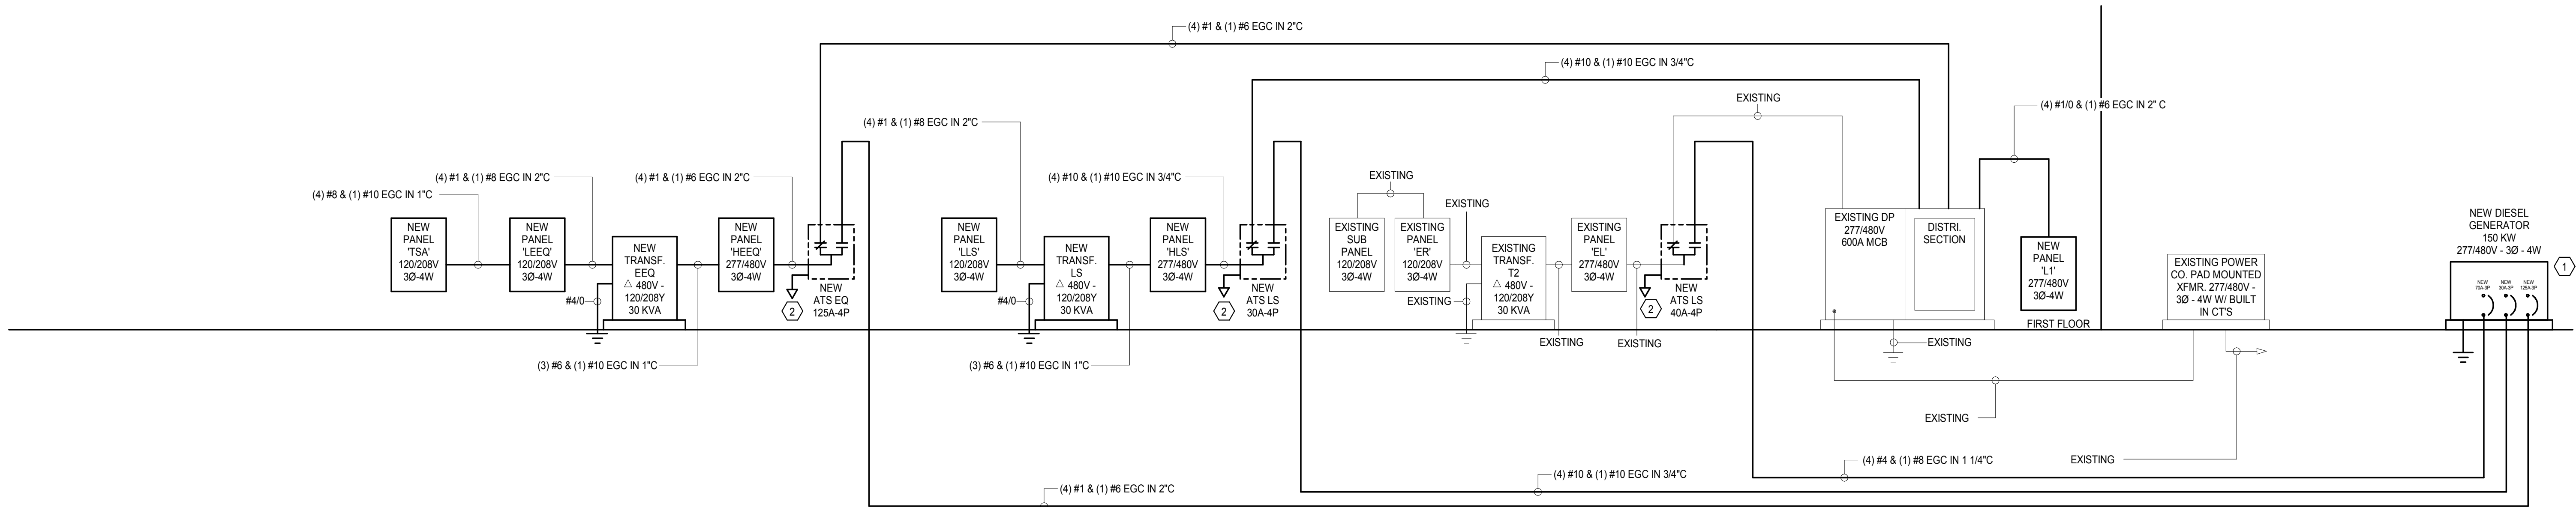 (4) #1 & (1) #6 EGC IN 2"C
(4) #10 & (1) #10 EGC IN 3/4"C
EXISTING
(4) #1/0 & (1) #6 EGC IN 2" C
(4) #1 & (1) #8 EGC IN 2"C
(4) #1 & (1) #8 EGC IN 2"C
(4) #1 & (1) #6 EGC IN 2"C
(4) #8 & (1) #10 EGC IN 1"C
(4) #10 & (1) #10 EGC IN 3/4"C
EXISTING
EXISTING
NEW
PANEL
'TSA'
120/208V
3Ø-4W
NEW
PANEL
'LEEQ'
120/208V
3Ø-4W
#4/0
NEW
TRANSF.
EEQ
△ 480V -
120/208Y
30 KVA
NEW
PANEL
'HEEQ'
277/480V
3Ø-4W
2
NEW
ATS EQ
125A-4P
NEW
PANEL
'LLS'
120/208V
3Ø-4W
#4/0
NEW
TRANSF.
LS
△ 480V -
120/208Y
30 KVA
NEW
PANEL
'HLS'
277/480V
3Ø-4W
2
NEW
ATS LS
30A-4P
EXISTING
SUB
PANEL
120/208V
3Ø-4W
EXISTING
PANEL
'ER'
120/208V
3Ø-4W
EXISTING
EXISTING
TRANSF.
T2
△ 480V -
120/208Y
30 KVA
EXISTING
PANEL
'EL'
277/480V
3Ø-4W
2
NEW
ATS LS
40A-4P
EXISTING DP
277/480V
600A MCB
DISTRI.
SECTION
NEW
PANEL
'L1'
277/480V
3Ø-4W
FIRST FLOOR
EXISTING POWER
CO. PAD MOUNTED
XFMR. 277/480V -
3Ø - 4W W/ BUILT
IN CT'S
NEW DIESEL
GENERATOR
150 KW
277/480V - 3Ø - 4W
1
NEW
70A-3P
NEW
30A-3P
NEW
125A-3P
EXISTING
EXISTING
EXISTING
(3) #6 & (1) #10 EGC IN 1"C
(3) #6 & (1) #10 EGC IN 1"C
EXISTING
EXISTING
(4) #4 & (1) #8 EGC IN 1 1/4"C
(4) #10 & (1) #10 EGC IN 3/4"C
(4) #1 & (1) #6 EGC IN 2"C